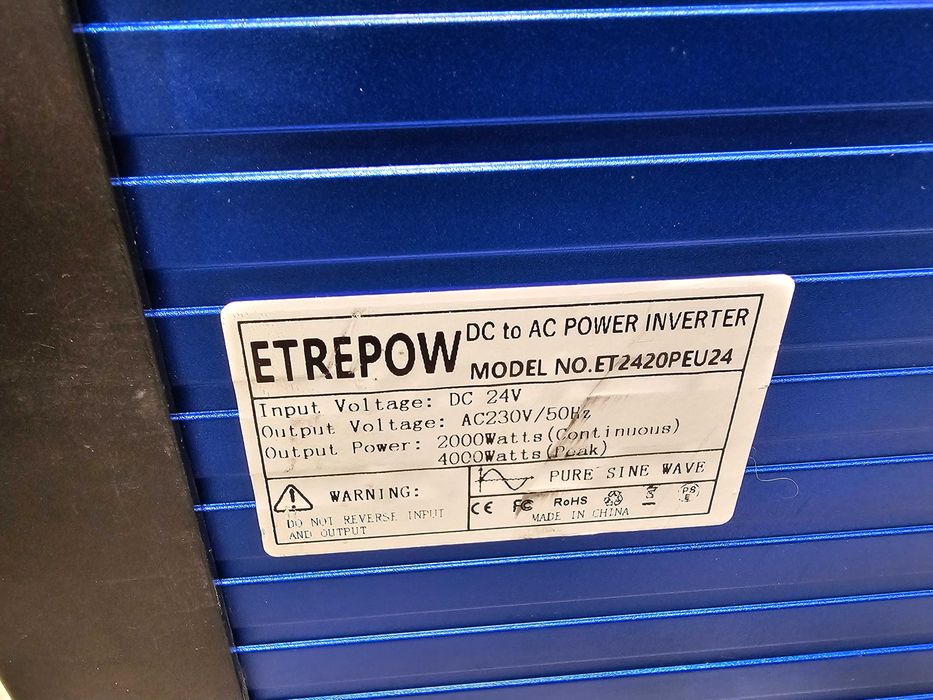 ETREPOW
DC to AC POWER INVERTER
MODEL NO.ET2420PEU24
Input Voltage: DC 24V
Output Voltage: AC230V/50Hz
Output Power: 2000Watts(Continuous)
4000Watts(Peak)
WARNING:
DO NOT REVERSE INPUT
AND OUTPUT
PURE SINE WAVE
CE FC RoHS PS E
MADE IN CHINA